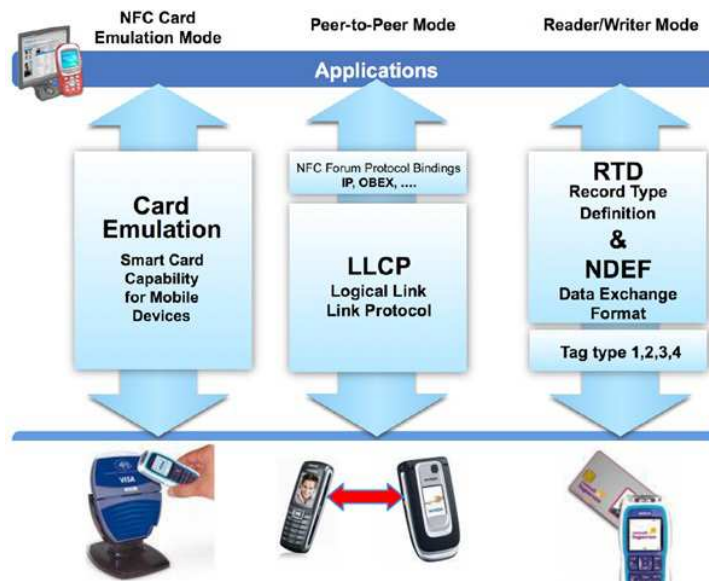 NFC Card
Emulation Mode
Peer-to-Peer Mode
Reader/Writer Mode
Applications
Card
Emulation
Smart Card
Capability
for Mobile
Devices
NFC Forum Protocol Bindings
IP, OBEX, ....
LLCP
Logical Link
Link Protocol
RTD
Record Type
Definition
&
NDEF
Data Exchange
Format
Tag type 1,2,3,4
VISA